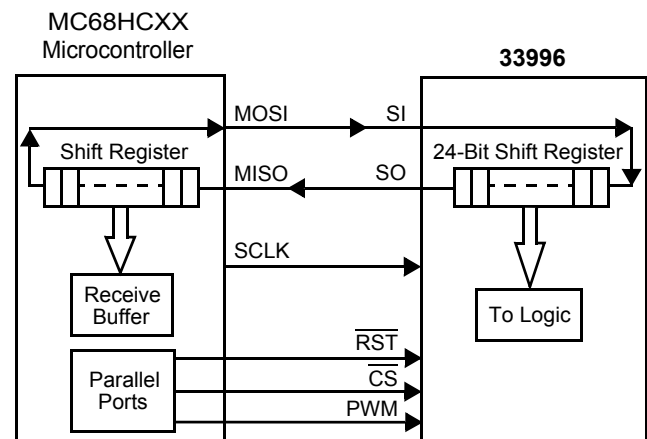 MC68HCXX
Microcontroller
33996
MOSI
SI
Shift Register
24-Bit Shift Register
MISO
SO
SCLK
Receive
Buffer
To Logic
RST
CS
PWM
Parallel
Ports